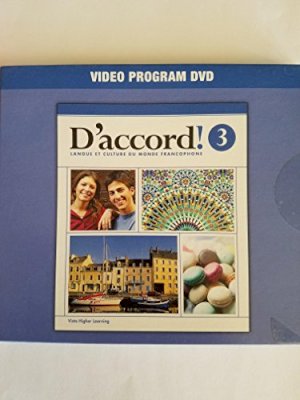 VIDEO PROGRAM DVD
D'accord! 3
LANGUE ET CULTURE DU MONDE FRANCOPHONE
Vista Higher Learning